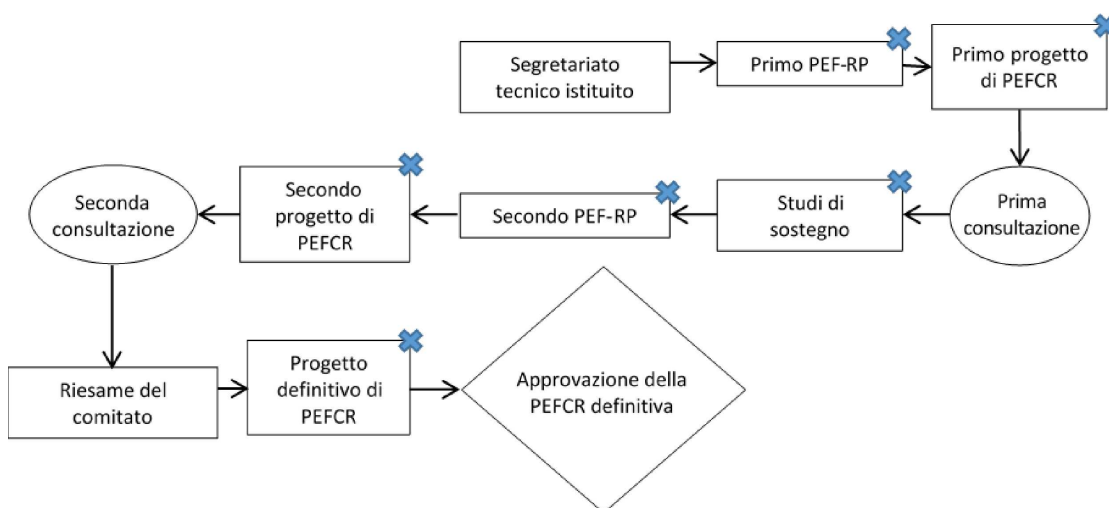 Segretariato
tecnico istituito
Primo PEF-RP
Primo progetto
di PEFCR
Prima
consultazione
Studi di
sostegno
Secondo PEF-RP
Secondo
progetto di
PEFCR
Seconda
consultazione
Riesame del
comitato
Progetto
definitivo di
PEFCR
Approvazione della
PEFCR definitiva